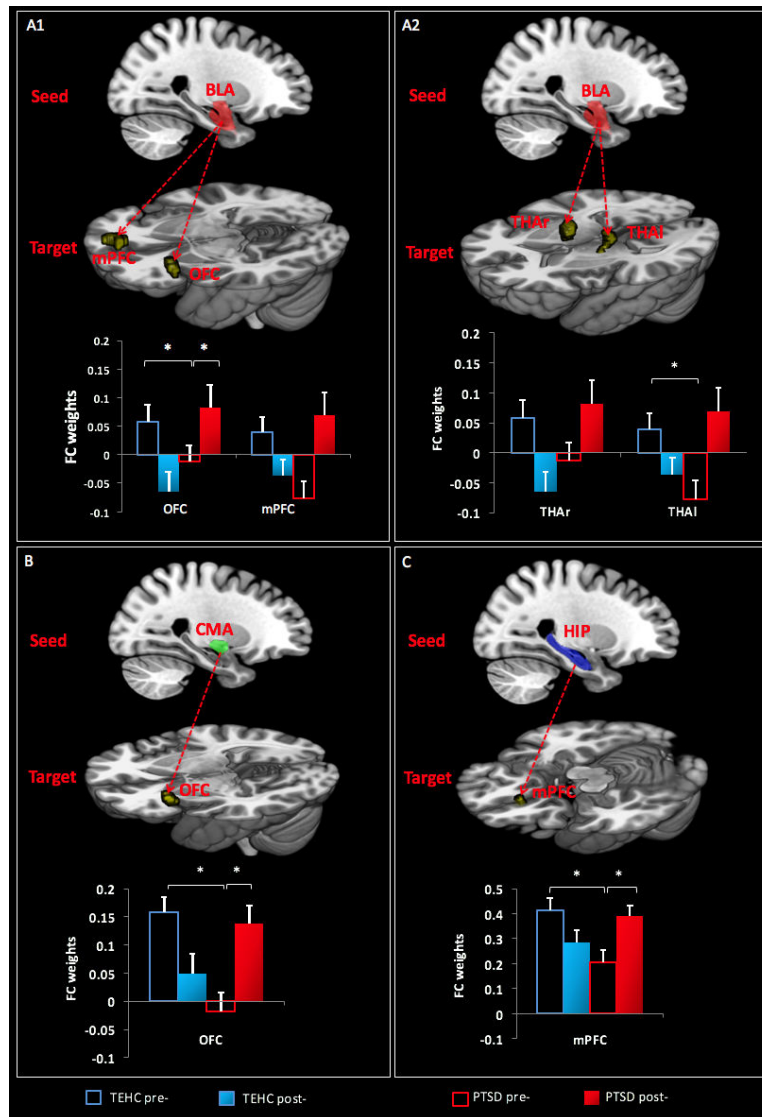 A1
BLA
Seed
Target
mPFC
OFC
0.2
0.15
0.1
0.05
0
-0.05
-0.1
FC weights
* *
OFC mPFC
A2
BLA
Seed
THAr
THAl
Target
0.2
0.15
0.1
0.05
0
-0.05
-0.1
FC weights
*
THAr THAl
B
CMA
Seed
Target
OFC
0.2
0.15
0.1
0.05
0
-0.05
-0.1
FC weights
* *
OFC
C
HIP
Seed
Target
mPFC
0.5
0.4
0.3
0.2
0.1
0
FC weights
* *
mPFC
TEHC pre- TEHC post- PTSD pre- PTSD post-